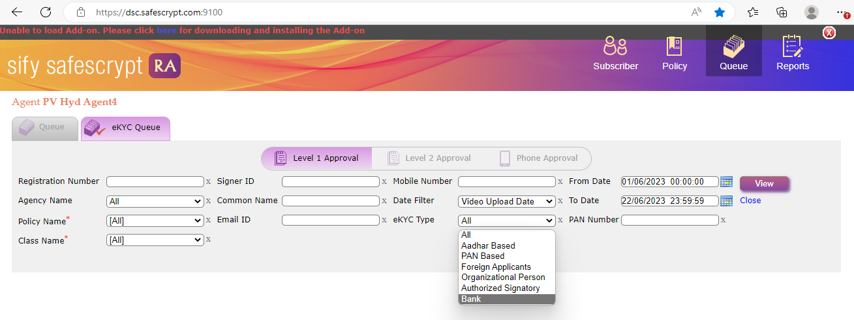 https://dsc.safescrypt.com:9100
Unable to load Add-on. Please click here for downloading and installing the Add-on
X
sify safescrypt RA
Subscriber Policy Queue Reports
Agent PV Hyd Agent4
Queue eKYC Queue
Level 1 Approval Level 2 Approval Phone Approval
Registration Number x Signer ID x Mobile Number x From Date 01/06/2023 00:00:00 View
Agency Name All Common Name x Date Filter Video Upload Date x To Date 22/06/2023 23:59:59 Close
Policy Name* [All] x Email ID x eKYC Type All x PAN Number x
Class Name* [All] x
All
Aadhar Based
PAN Based
Foreign Applicants
Organizational Person
Authorized Signatory
Bank